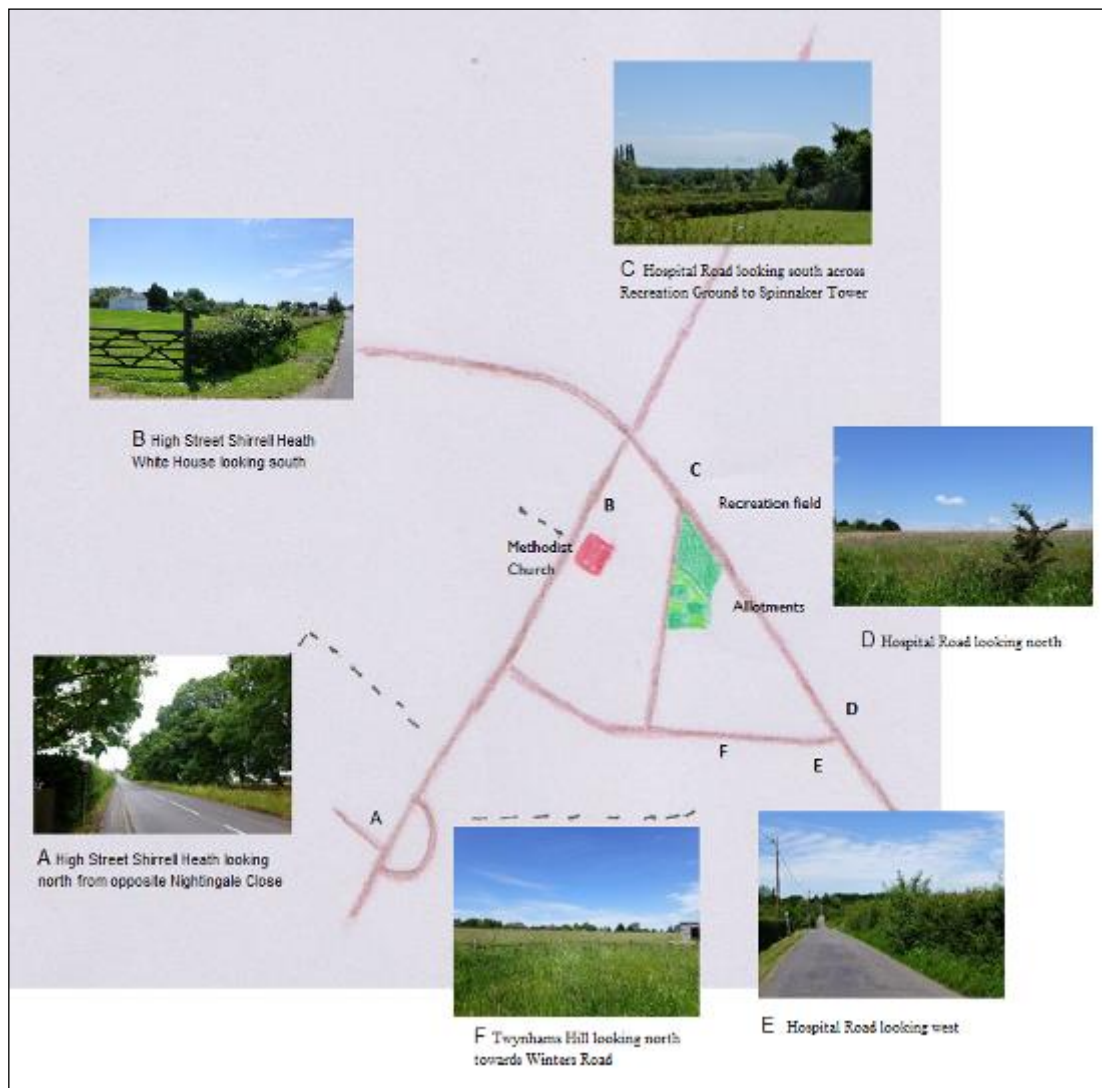 C Hospital Road looking south across
Recreation Ground to Spinnaker Tower
B High Street Shirrell Heath
White House looking south
C
Recreation field
B
Methodist
Church
Allotments
D Hospital Road looking north
D
F
E
A
A High Street Shirrell Heath looking
north from opposite Nightingale Close
F Twynhams Hill looking north
towards Winters Road
E Hospital Road looking west